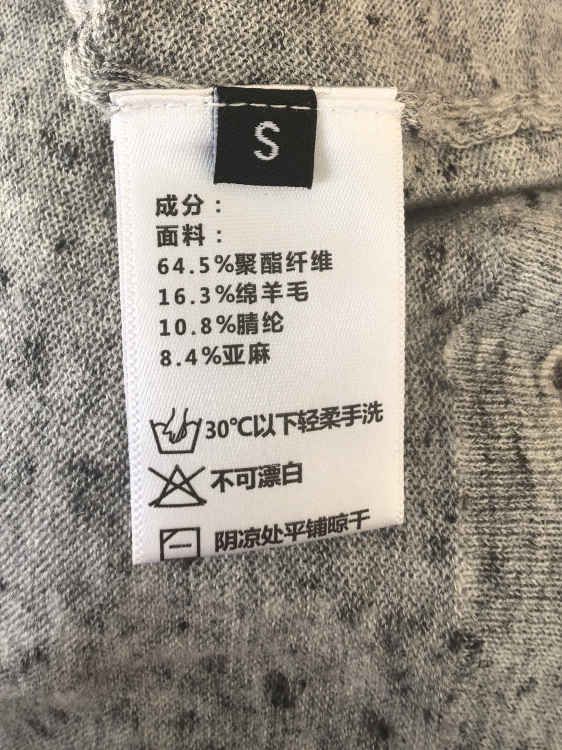 S
成分：
面料：
64.5%聚酯纤维
16.3%绵羊毛
10.8%腈纶
8.4%亚麻
30℃以下轻柔手洗
不可漂白
阴凉处平铺晾干